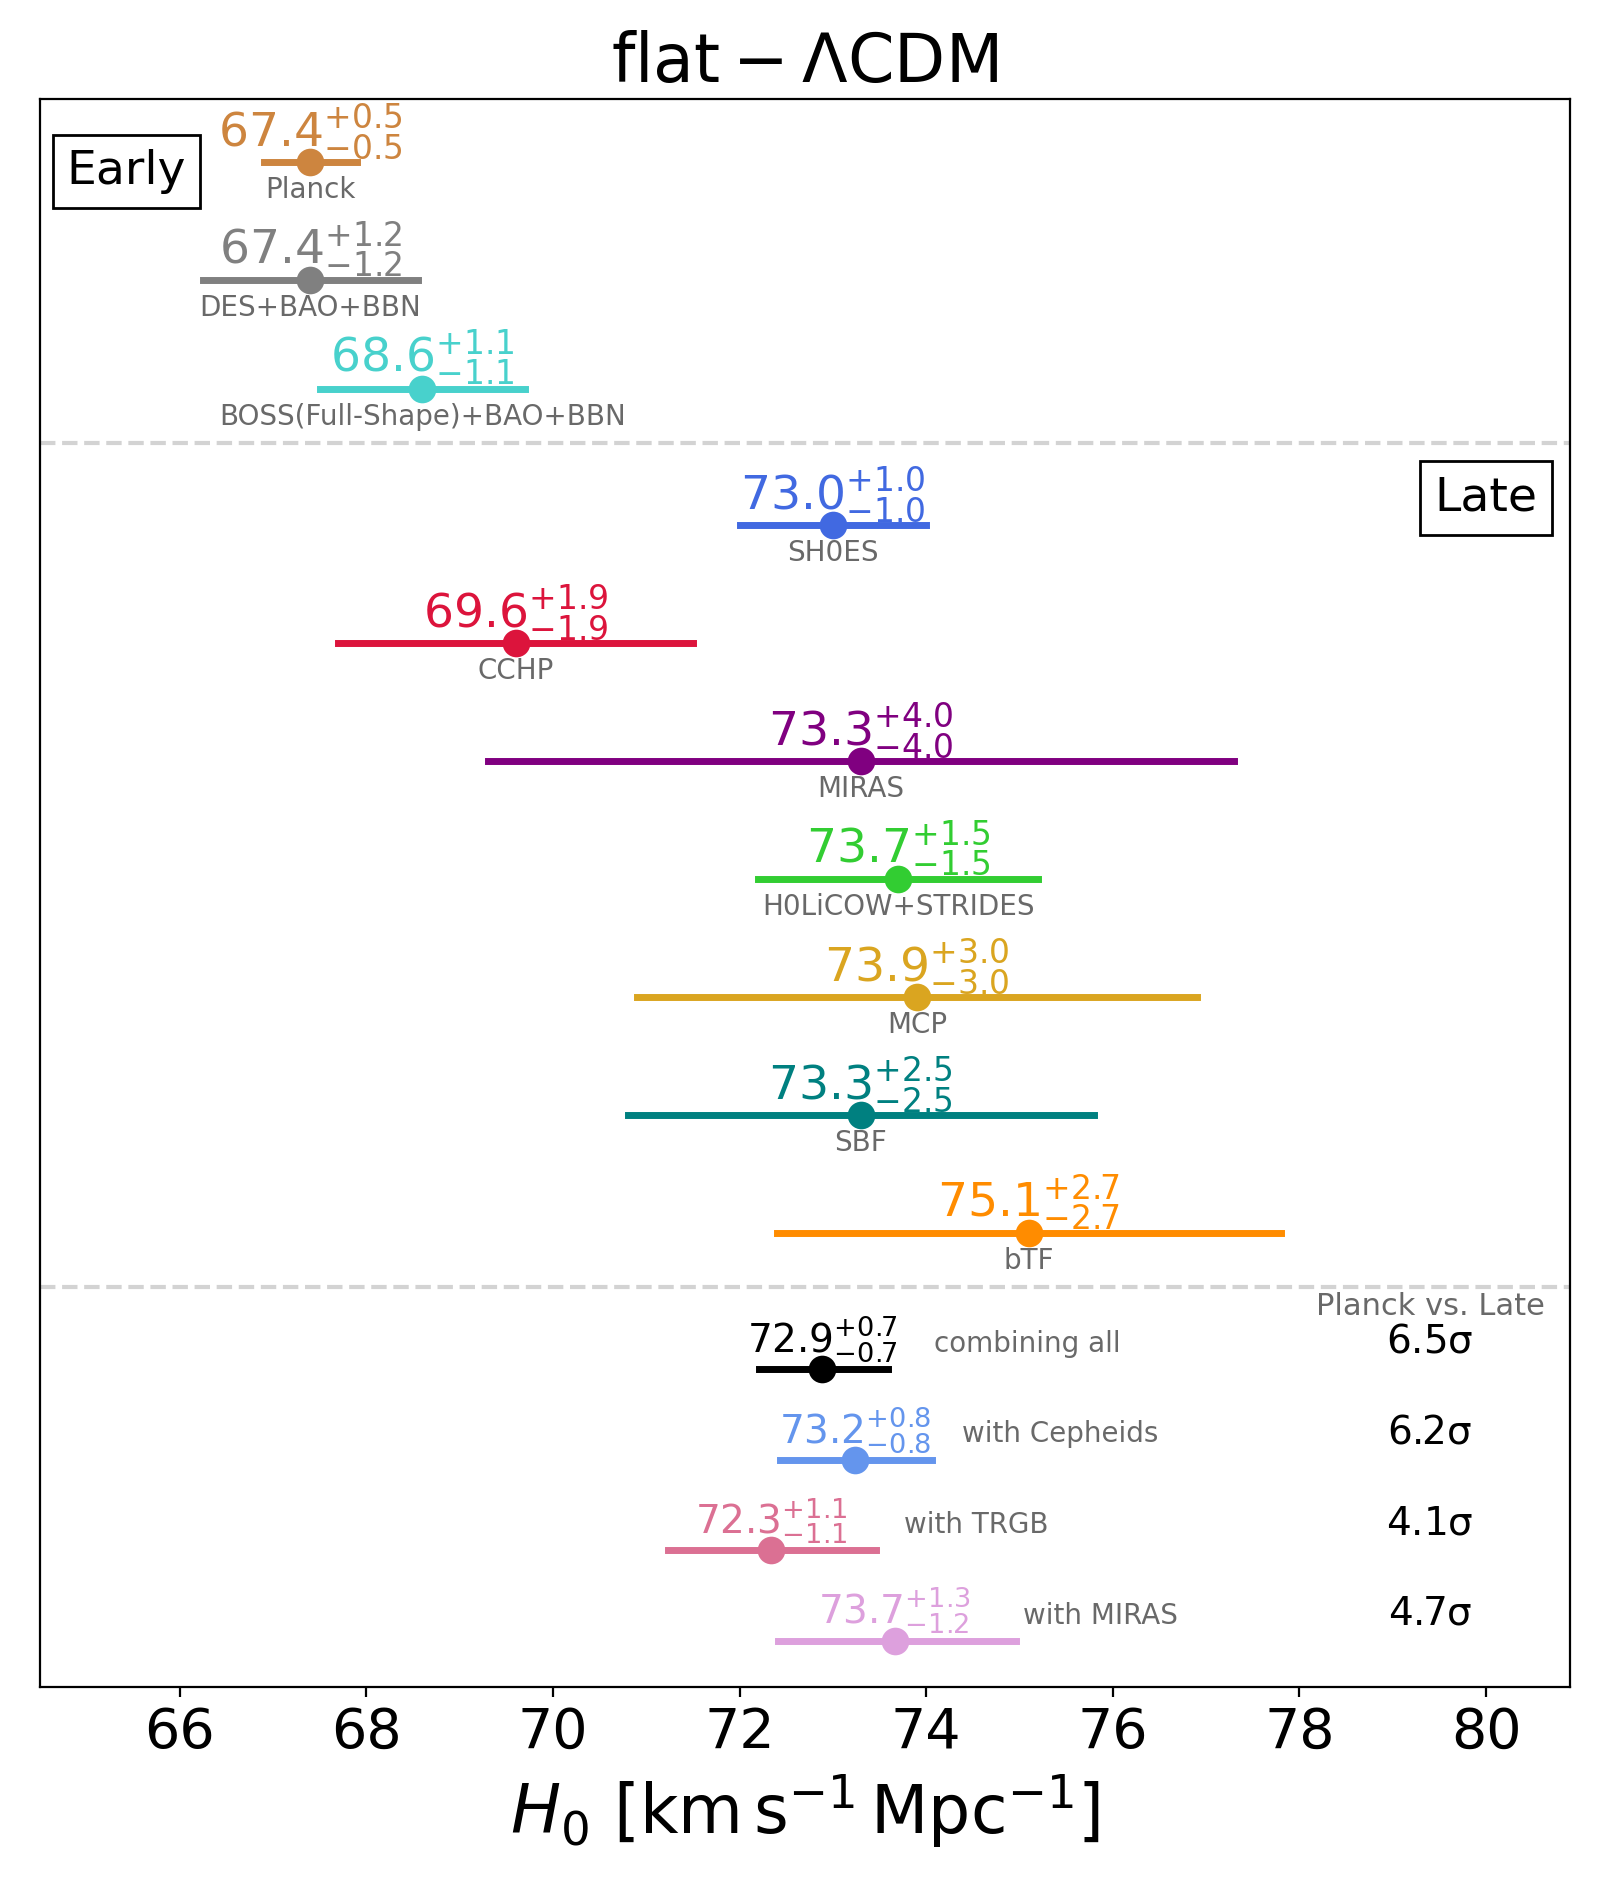 flat − ΛCDM
Early
67.4+0.5−0.5
Planck
67.4+1.2−1.2
DES+BAO+BBN
68.6+1.1−1.1
BOSS(Full-Shape)+BAO+BBN
Late
73.0+1.0−1.0
SH0ES
69.6+1.9−1.9
CCHP
73.3+4.0−4.0
MIRAS
73.7+1.5−1.5
H0LiCOW+STRIDES
73.9+3.0−3.0
MCP
73.3+2.5−2.5
SBF
75.1+2.7−2.7
bTF
Planck vs. Late
72.9+0.7−0.7 combining all 6.5σ
73.2+0.8−0.8 with Cepheids 6.2σ
72.3+1.1−1.1 with TRGB 4.1σ
73.7+1.3−1.2 with MIRAS 4.7σ
66 68 70 72 74 76 78 80
H0 [km s−1 Mpc−1]